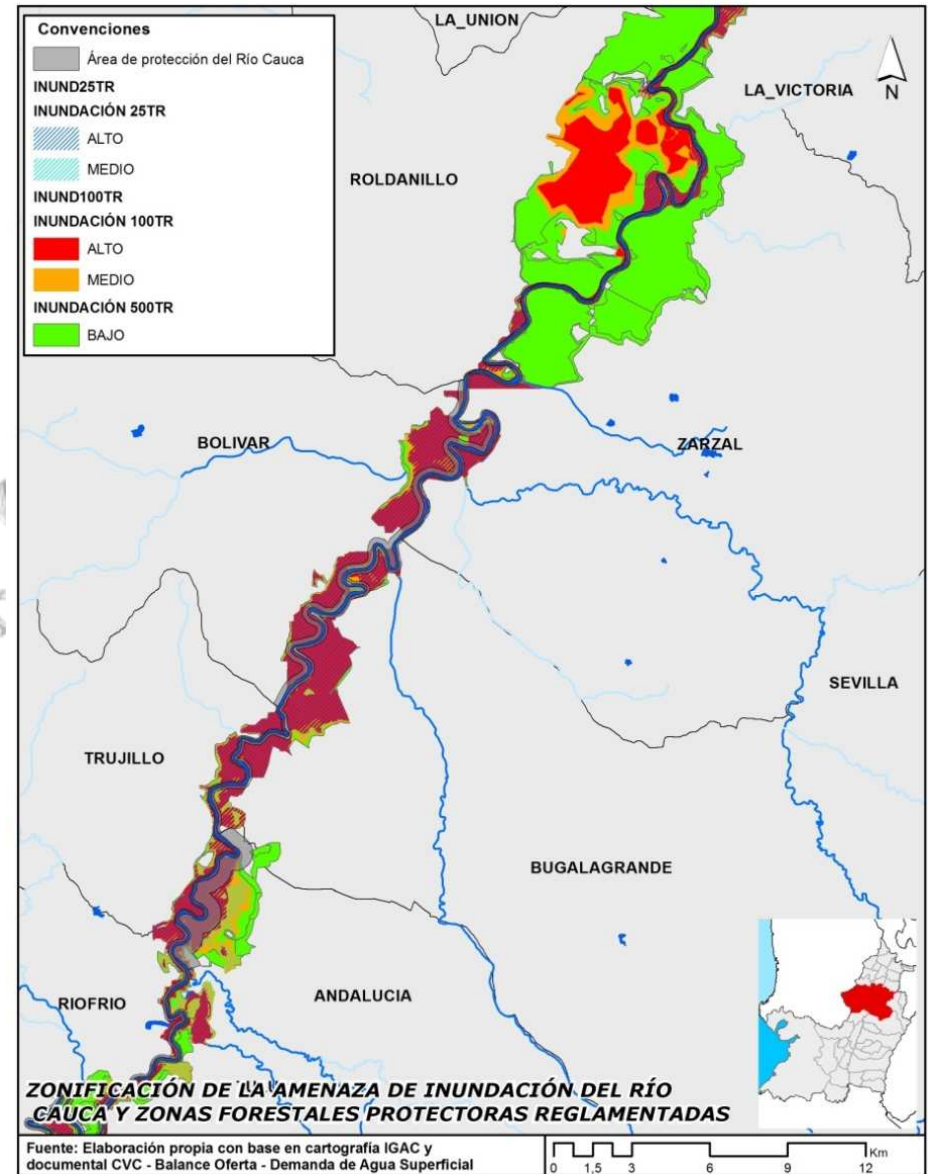 Convenciones
Área de protección del Río Cauca
INUND25TR
INUNDACIÓN 25TR
ALTO
MEDIO
INUND100TR
INUNDACIÓN 100TR
ALTO
MEDIO
INUNDACIÓN 500TR
BAJO
LA_UNION
N
LA_VICTORIA
ROLDANILLO
BOLIVAR
ZARZAL
SEVILLA
TRUJILLO
BUGALAGRANDE
RIOFRIO
ANDALUCIA
ZONIFICACIÓN DE LA AMENAZA DE INUNDACIÓN DEL RÍO
CAUCA Y ZONAS FORESTALES PROTECTORAS REGLAMENTADAS
Fuente: Elaboración propia con base en cartografía IGAC y
documental CVC - Balance Oferta - Demanda de Agua Superficial
Km
0 1,5 3 6 9 12